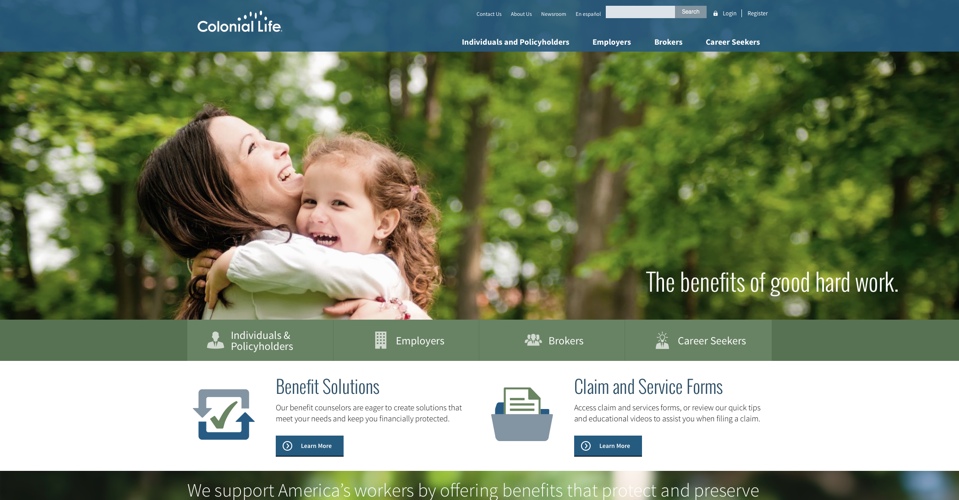 Colonial Life.
Contact Us
About Us
Newsroom
En español
Search
Login
Register
Individuals and Policyholders
Employers
Brokers
Career Seekers
The benefits of good hard work.
Individuals &
Policyholders
Employers
Brokers
Career Seekers
Benefit Solutions
Our benefit counselors are eager to create solutions that
meet your needs and keep you financially protected.
Learn More
Claim and Service Forms
Access claim and services forms, or review our quick tips
and educational videos to assist you when filing a claim.
Learn More
We support America's workers by offering benefits that protect and preserve